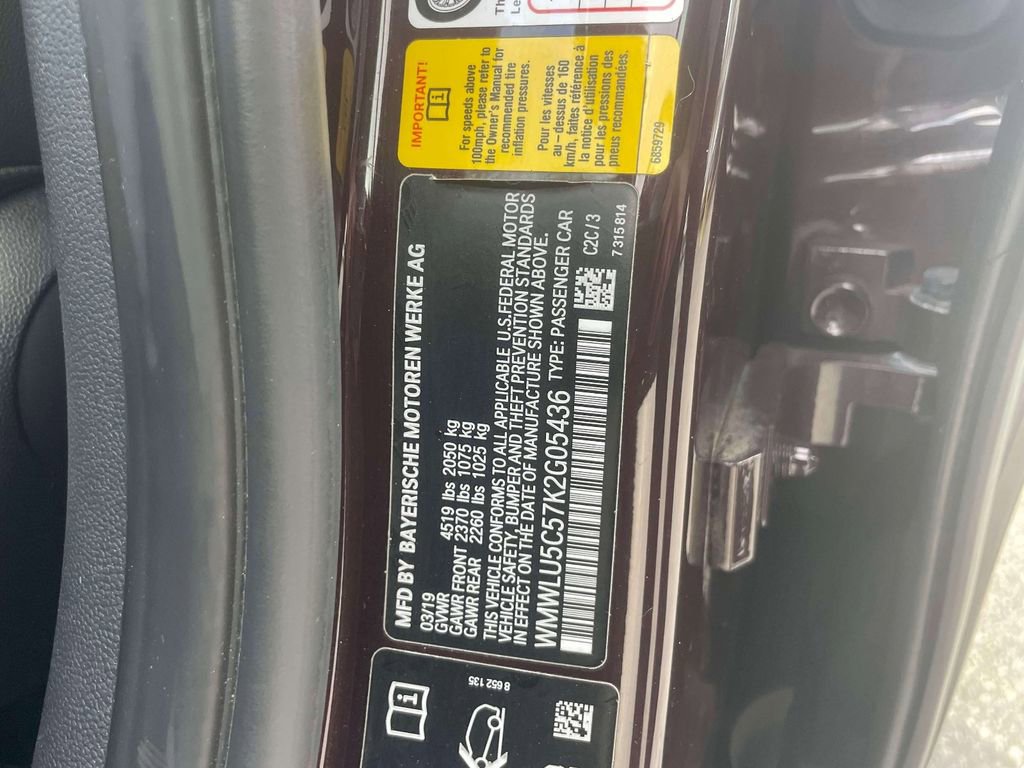 Th
Le
IMPORTANT!
For speeds above
100mph, please refer to
the Owner's Manual for
recommended tire
inflation pressures.
Pour les vitesses
au-dessus de 160
km/h, faites référence à
la notice d'utilisation
pour les pressions des
pneus recommandées.
6859729
MFD BY BAYERISCHE MOTOREN WERKE AG
03/19
GVWR 4519 lbs 2050 kg
GAWR FRONT 2370 lbs 1075 kg
GAWR REAR 2260 lbs 1025 kg
THIS VEHICLE CONFORMS TO ALL APPLICABLE U.S.FEDERAL MOTOR
VEHICLE SAFETY, BUMPER AND THEFT PREVENTION STANDARDS
IN EFFECT ON THE DATE OF MANUFACTURE SHOWN ABOVE.
WMWLU5C57K2G05436 TYPE: PASSENGER CAR
C2C/3
7315814
8 652 135